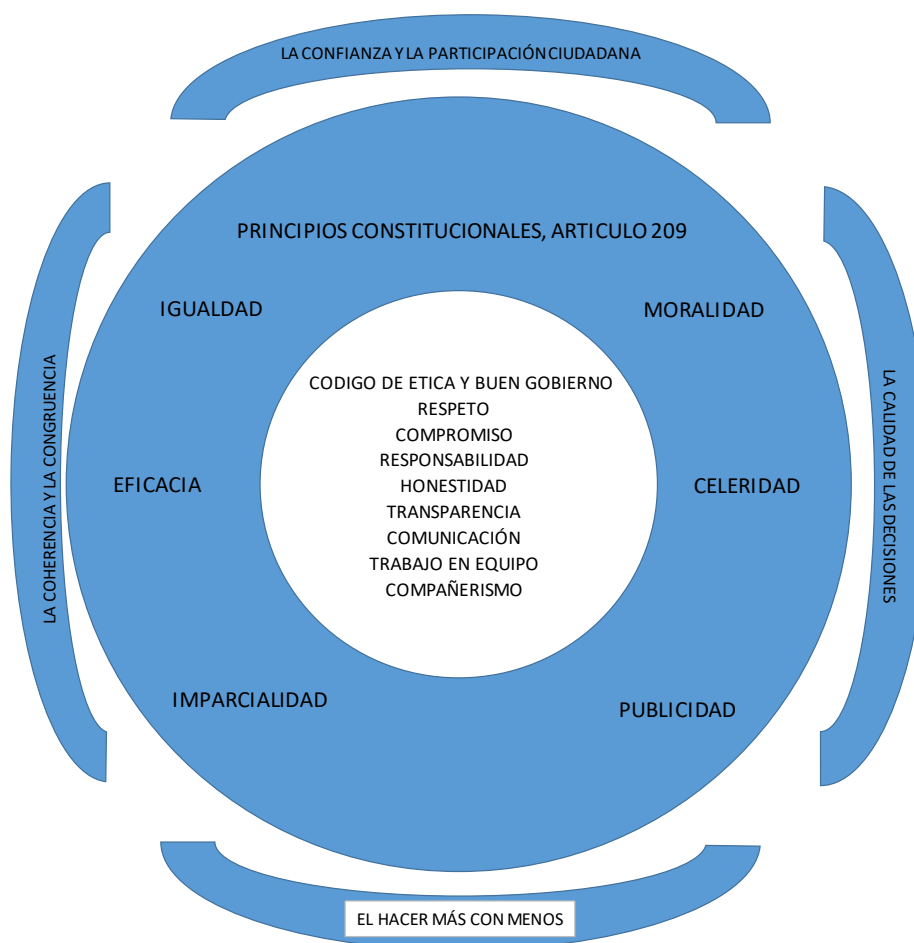 LA CONFIANZA Y LA PARTICIPACIÓN CIUDADANA
PRINCIPIOS CONSTITUCIONALES, ARTICULO 209
IGUALDAD
MORALIDAD
CODIGO DE ETICA Y BUEN GOBIERNO
RESPETO
COMPROMISO
RESPONSABILIDAD
HONESTIDAD
TRANSPARENCIA
COMUNICACIÓN
TRABAJO EN EQUIPO
COMPAÑERISMO
EFICACIA
CELERIDAD
IMPARCIALIDAD
PUBLICIDAD
LA COHERENCIA Y LA CONGRUENCIA
LA CALIDAD DE LAS DECISIONES
EL HACER MÁS CON MENOS